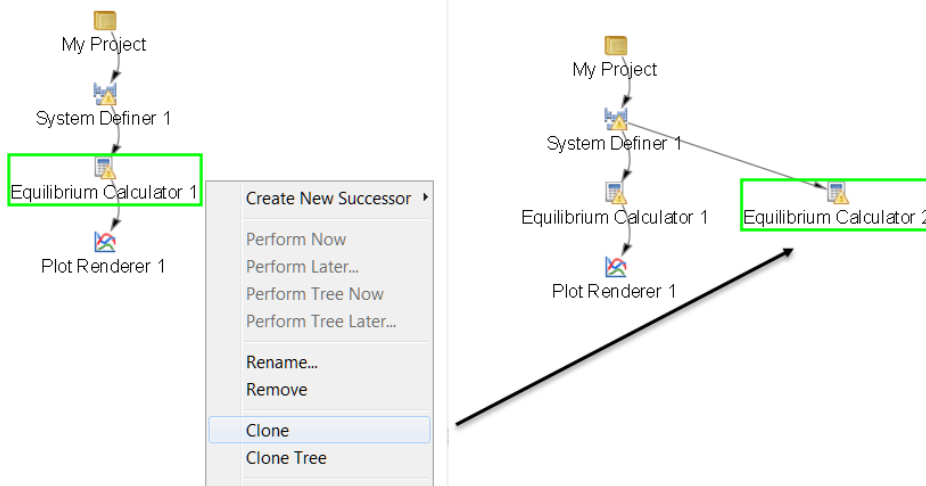 My Project
System Definer 1
Equilibrium Calculator 1
Plot Renderer 1
Create New Successor
Perform Now
Perform Later...
Perform Tree Now
Perform Tree Later...
Rename...
Remove
Clone
Clone Tree
My Project
System Definer 1
Equilibrium Calculator 1
Equilibrium Calculator 2
Plot Renderer 1